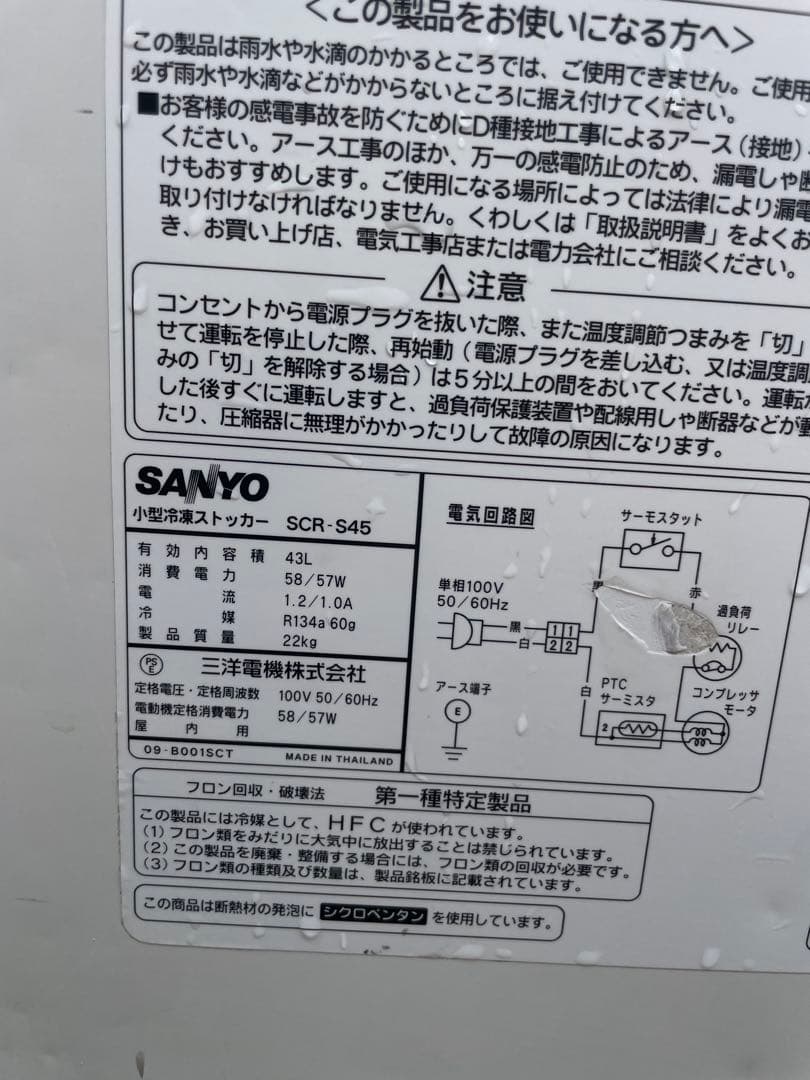 ＜この製品をお使いになる方へ＞
この製品は雨水や水滴のかかるところでは、ご使用できません。ご使用
必ず雨水や水滴などがかからないところに据え付けてください。
■お客様の感電事故を防ぐためにD種接地工事によるアース(接地)
ください。アース工事のほか、万一の感電防止のため、漏電しゃ断
けもおすすめします。ご使用になる場所によっては法律により漏電
取り付けなければなりません。くわしくは「取扱説明書」をよくお
き、お買い上げ店、電気工事店または電力会社にご相談ください。
注意
コンセントから電源プラグを抜いた際、また温度調節つまみを「切」
せて運転を停止した際、再始動(電源プラグを差し込む、又は温度調
みの「切」を解除する場合)は5分以上の間をおいてください。運転
した後すぐに運転しますと、過負荷保護装置や配線用しゃ断器などが
たり、圧縮器に無理がかかったりして故障の原因になります。
SANYO
小型冷凍ストッカー SCR-S45
有効内容積 43L
消費電力 58/57W
電流 1.2/1.0A
冷媒 R134a 60g
製品質量 22kg
PSE 三洋電機株式会社
定格電圧・定格周波数 100V 50/60Hz
電動機定格消費電力 58/57W
屋内用
09-B001SCT MADE IN THAILAND
電気回路図
サーモスタット
単相100V
50/60Hz
黒
赤
過負荷
リレー
黒
白
1 1
2 2
アース端子
E
白
PTC
サーミスタ
2
コンプレッサ
モータ
フロン回収・破壊法 第一種特定製品
この製品には冷媒として、HFCが使われています。
(1)フロン類をみだりに大気中に放出することは禁じられています。
(2)この製品を廃棄・整備する場合には、フロン類の回収が必要です。
(3)フロン類の種類及び数量は、製品銘板に記載されています。
この商品は断熱材の発泡に シクロペンタン を使用しています。